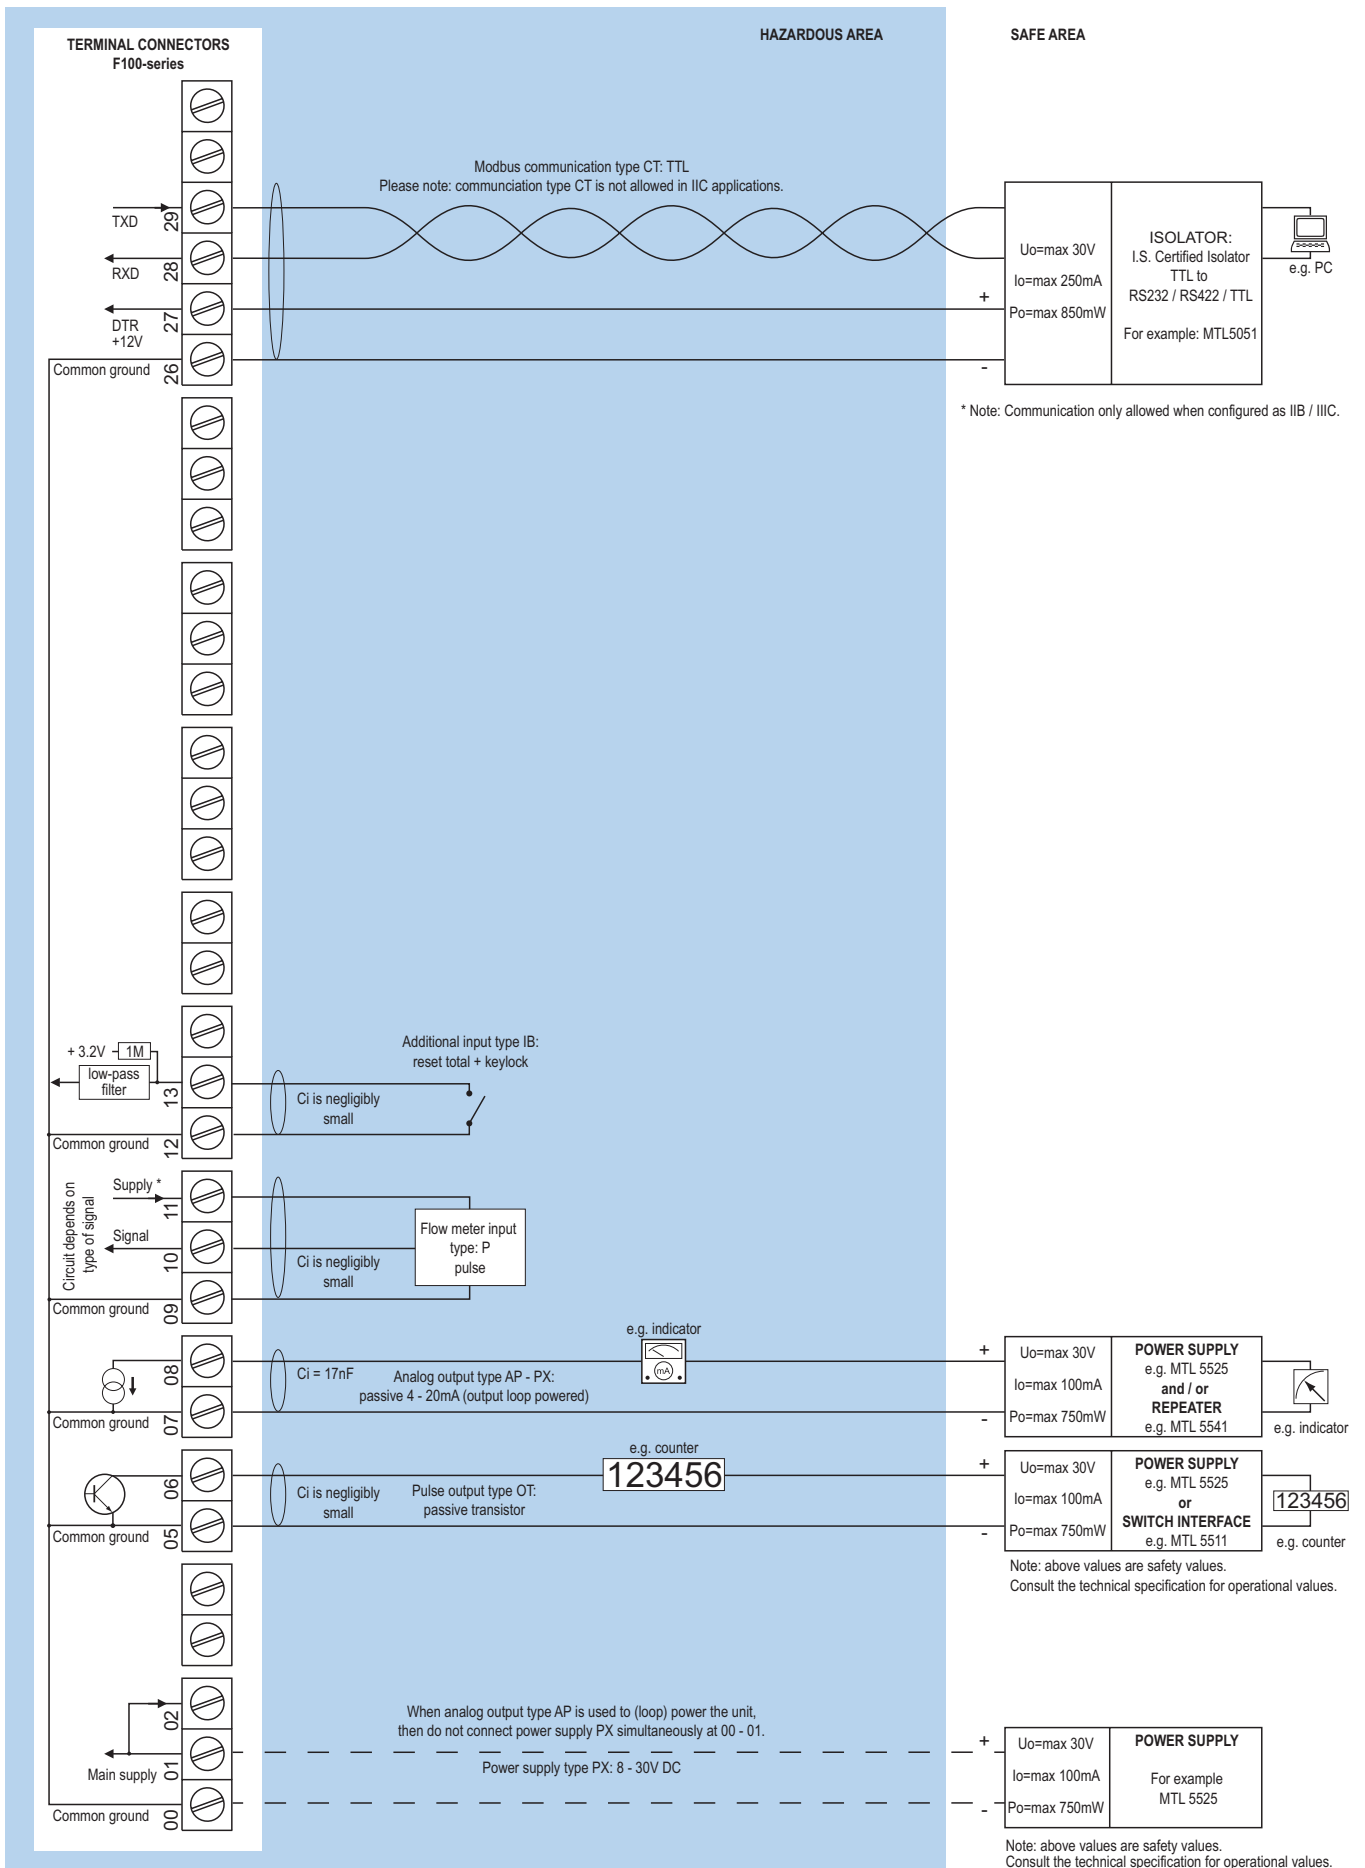 HAZARDOUS AREA
SAFE AREA
TERMINAL CONNECTORS
F100-series
Modbus communication type CT: TTL
Please note: communciation type CT is not allowed in IIC applications.
TXD
29
RXD
28
DTR
+12V
27
Common ground
26
+
-
Uo=max 30V
Io=max 250mA
Po=max 850mW
ISOLATOR:
I.S. Certified Isolator
TTL to
RS232 / RS422 / TTL
For example: MTL5051
e.g. PC
* Note: Communication only allowed when configured as IIB / IIIC.
+ 3.2V
1M
low-pass
filter
13
Common ground
12
Ci is negligibly
small
Additional input type IB:
reset total + keylock
Circuit depends on
type of signal
Supply *
11
Signal
10
Common ground
09
Ci is negligibly
small
Flow meter input
type: P
pulse
08
Common ground
07
Ci = 17nF
Analog output type AP - PX:
passive 4 - 20mA (output loop powered)
e.g. indicator
mA
+
-
Uo=max 30V
Io=max 100mA
Po=max 750mW
POWER SUPPLY
e.g. MTL 5525
and / or
REPEATER
e.g. MTL 5541
e.g. indicator
06
Common ground
05
Ci is negligibly
small
Pulse output type OT:
passive transistor
e.g. counter
123456
+
-
Uo=max 30V
Io=max 100mA
Po=max 750mW
POWER SUPPLY
e.g. MTL 5525
or
SWITCH INTERFACE
e.g. MTL 5511
123456
e.g. counter
Note: above values are safety values.
Consult the technical specification for operational values.
02
Main supply
01
Common ground
00
When analog output type AP is used to (loop) power the unit,
then do not connect power supply PX simultaneously at 00 - 01.
Power supply type PX: 8 - 30V DC
+
-
Uo=max 30V
Io=max 100mA
Po=max 750mW
POWER SUPPLY
For example
MTL 5525
Note: above values are safety values.
Consult the technical specification for operational values.